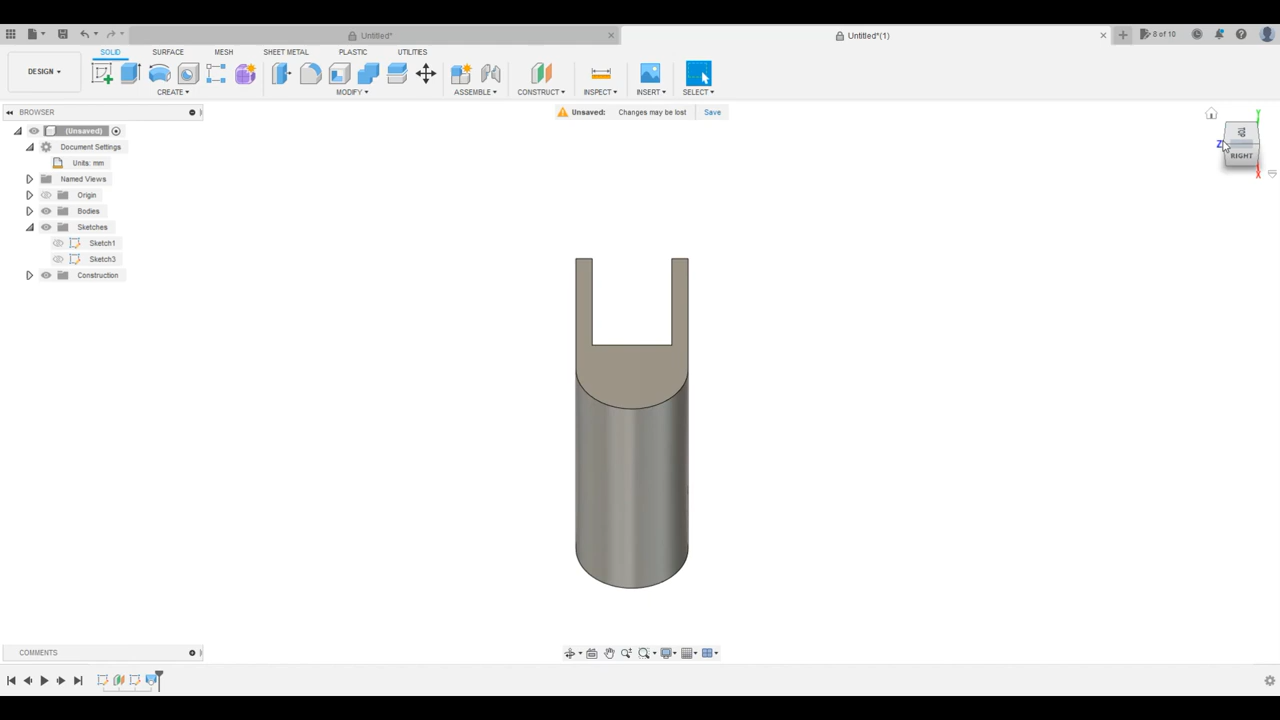 Untitled*
Untitled*(1)
8 of 10
DESIGN
SOLID
SURFACE
MESH
SHEET METAL
PLASTIC
UTILITIES
CREATE
MODIFY
ASSEMBLE
CONSTRUCT
INSPECT
INSERT
SELECT
BROWSER
Unsaved: Changes may be lost Save
(Unsaved)
Document Settings
Units: mm
Named Views
Origin
Bodies
Sketches
Sketch1
Sketch3
Construction
Y
Z
RIGHT
X
COMMENTS